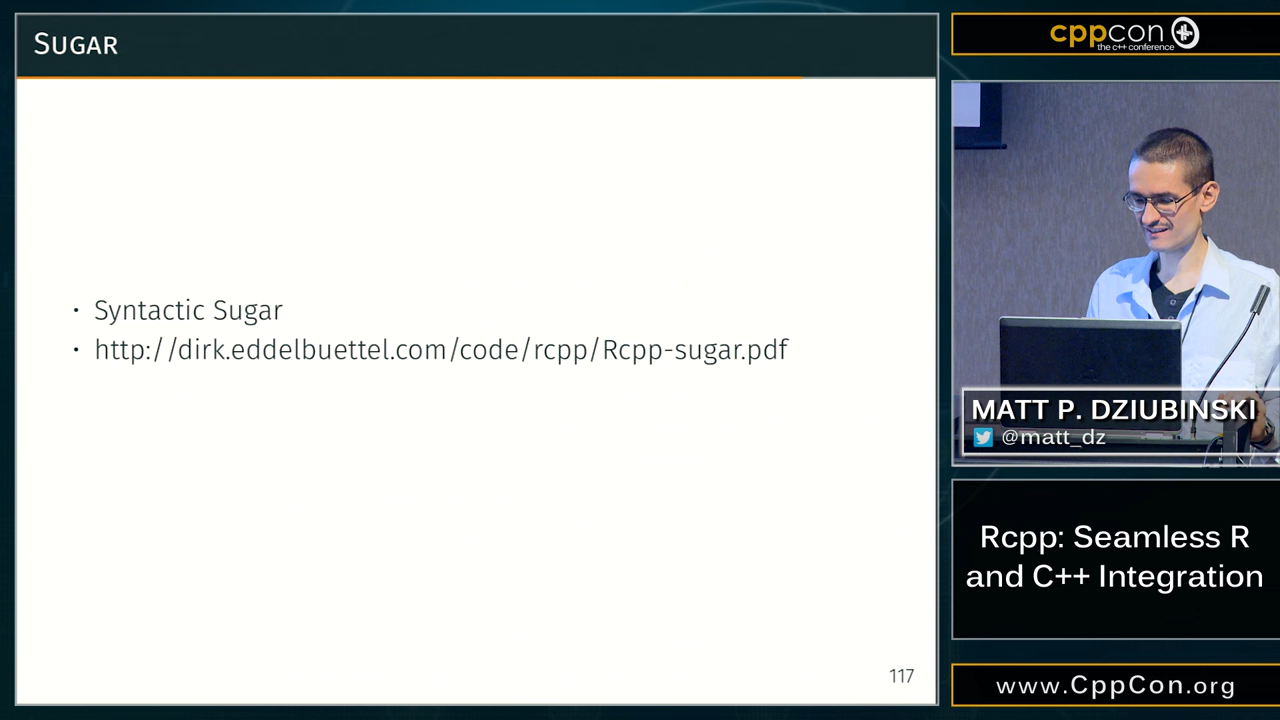 Sugar
• Syntactic Sugar
• http://dirk.eddelbuettel.com/code/rcpp/Rcpp-sugar.pdf
117
cppcon
the c++ conference
MATT P. DZIUBINSKI
@matt_dz
Rcpp: Seamless R
and C++ Integration
www.CppCon.org